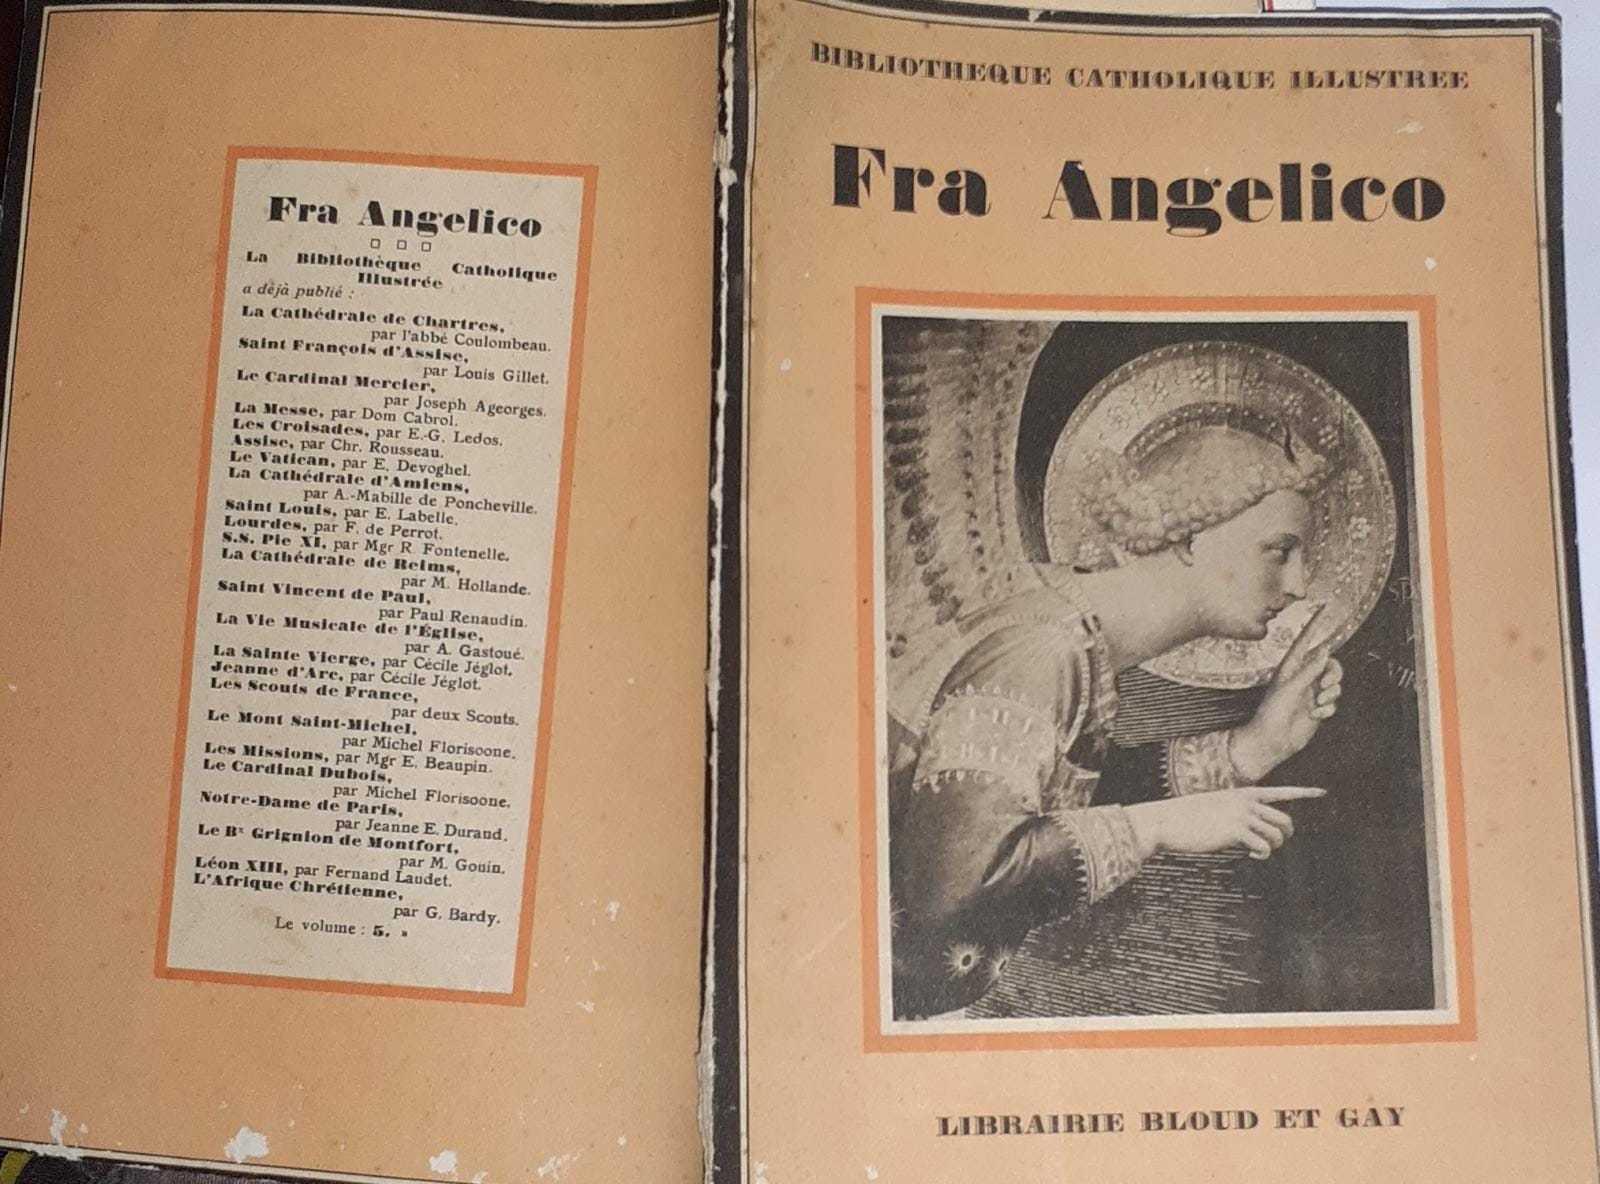 Fra Angelico
La Bibliothèque Catholique
Illustrée
a déjà publié :
La Cathédrale de Chartres,
par l'abbé Coulombeau.
Saint François d'Assise,
par Louis Gillet.
Le Cardinal Mercier,
par Joseph Ageorges.
La Messe, par Dom Cabrol.
Les Croisades, par E.-G. Ledos.
Assise, par Chr. Rousseau.
Le Vatican, par E. Devoghel.
La Cathédrale d'Amiens,
par A.-Mabille de Poncheville.
Saint Louis, par E. Labelle.
Lourdes, par F. de Perrot.
S.S. Pie XI, par Mgr R. Fontenelle.
La Cathédrale de Reims,
par M. Hollande.
Saint Vincent de Paul,
par Paul Renaudin.
La Vie Musicale de l'Église,
par A. Gastoué.
La Sainte Vierge, par Cécile Jéglot.
Jeanne d'Arc, par Cécile Jéglot.
Les Scouts de France,
par deux Scouts.
Le Mont Saint-Michel,
par Michel Florisoone.
Les Missions, par Mgr E. Beaupin.
Le Cardinal Dubois,
par Michel Florisoone.
Notre-Dame de Paris,
par Jeanne E. Durand.
Le Bx Grignion de Montfort,
par M. Gouin.
Léon XIII, par Fernand Laudet.
L'Afrique Chrétienne,
par G. Bardy.
Le volume : 5. »
BIBLIOTHEQUE CATHOLIQUE ILLUSTREE
Fra Angelico
LIBRAIRIE BLOUD ET GAY